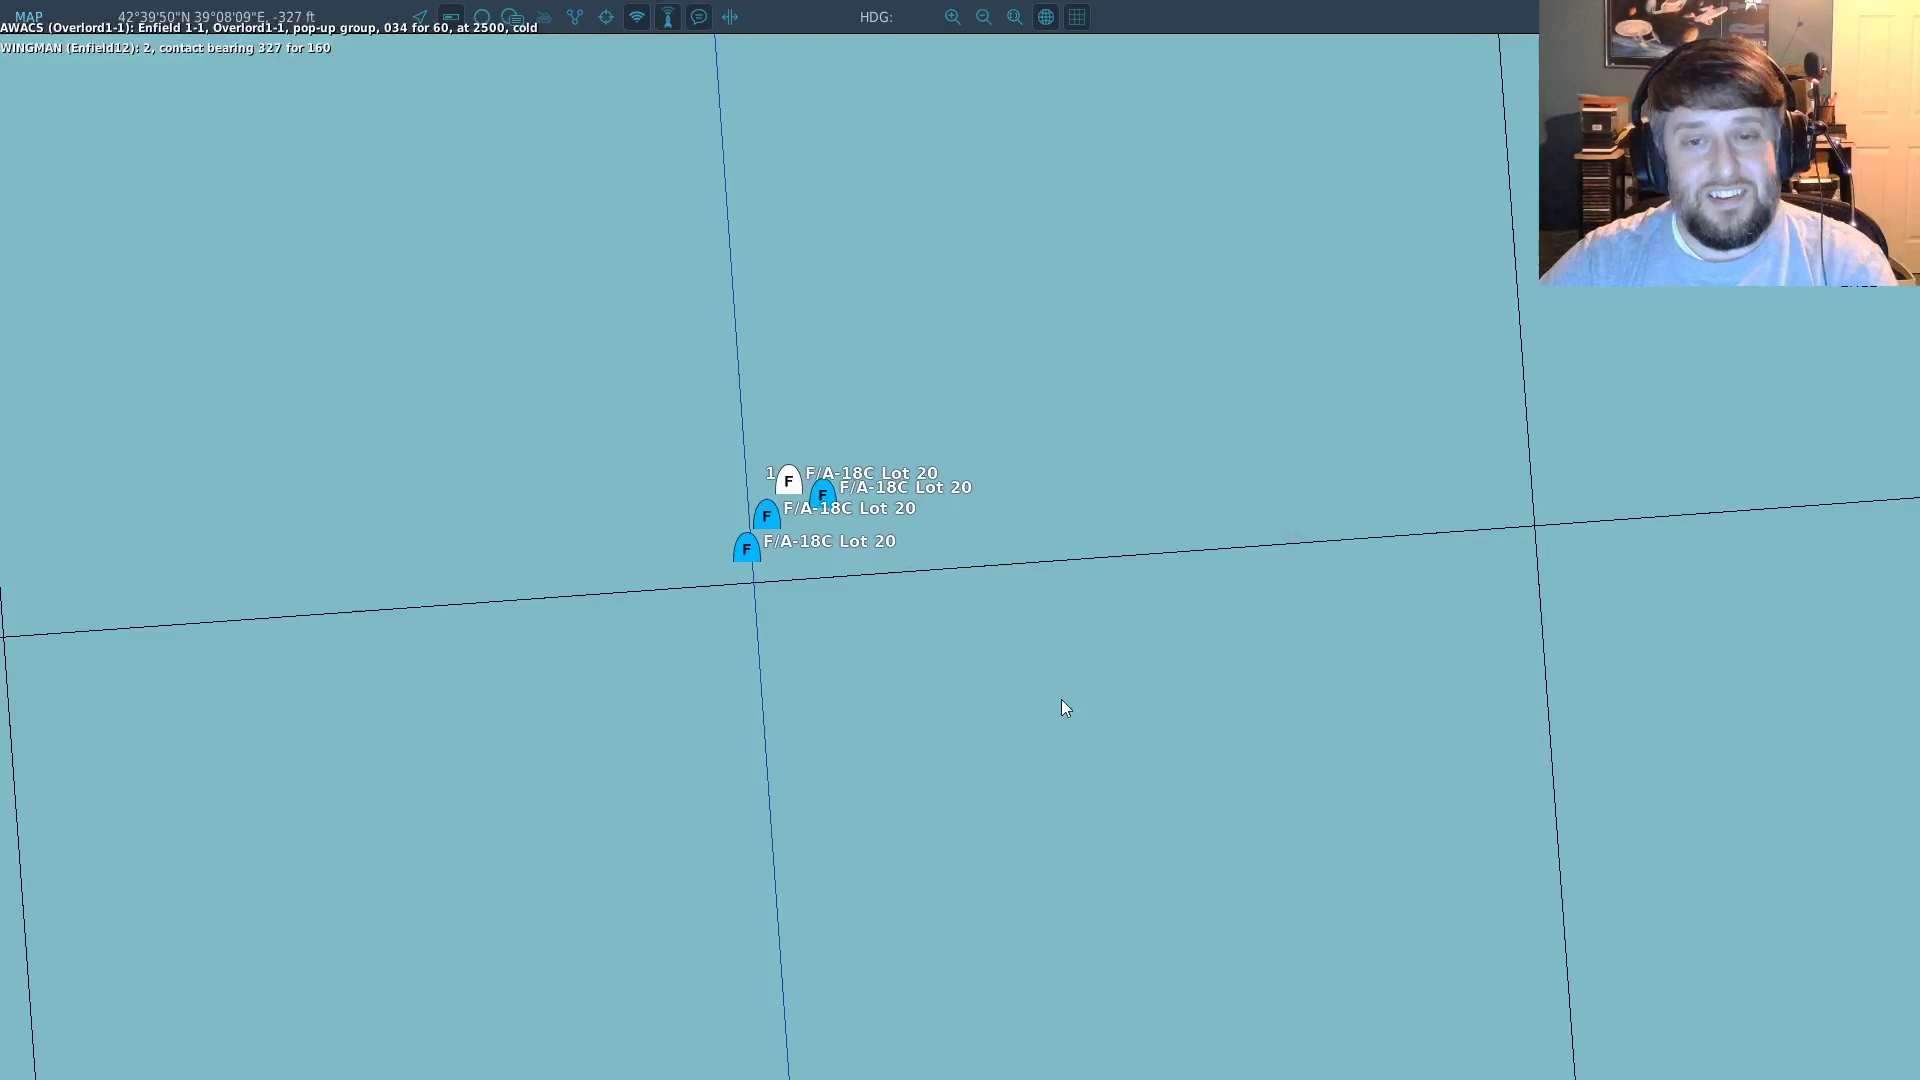 MAP 42°39'50"N 39°08'09"E, -327 ft HDG:
AWACS (Overlord1-1): Enfield 1-1, Overlord1-1, pop-up group, 034 for 60, at 2500, cold
WINGMAN (Enfield12): 2, contact bearing 327 for 160
1 F F/A-18C Lot 20
F F/A-18C Lot 20
F F/A-18C Lot 20
F F/A-18C Lot 20